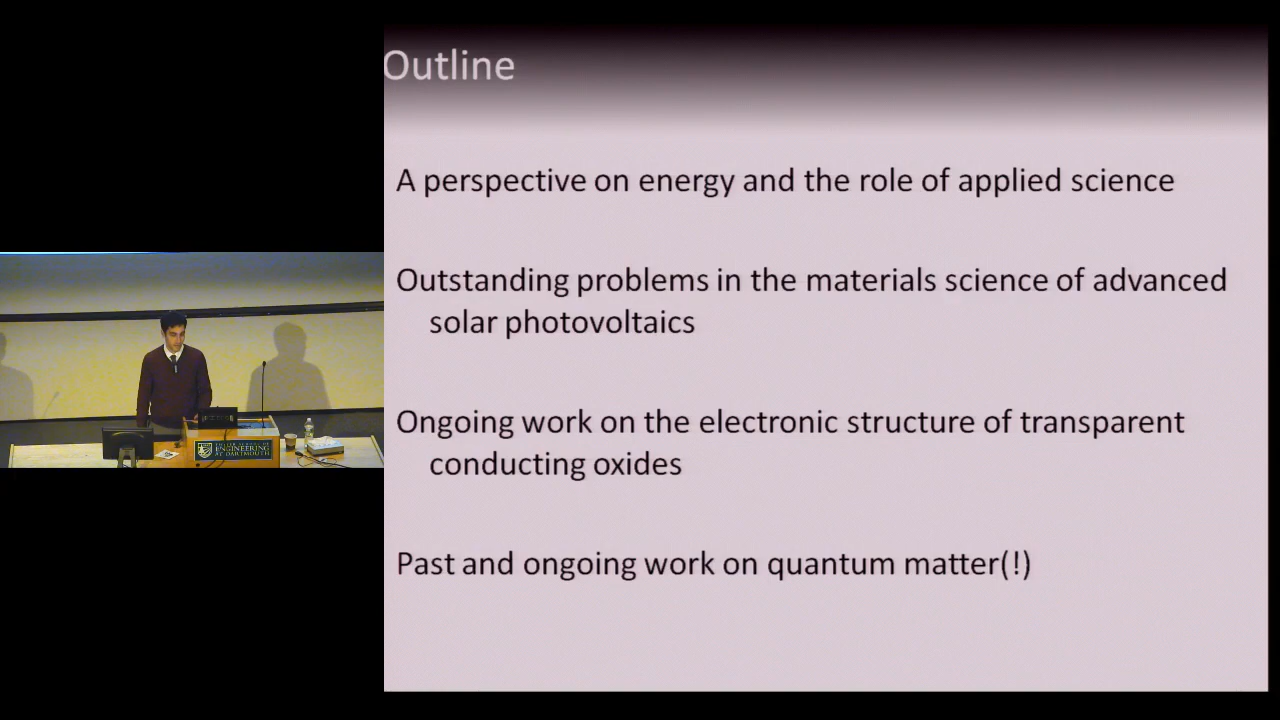 Outline
A perspective on energy and the role of applied science
Outstanding problems in the materials science of advanced
solar photovoltaics
Ongoing work on the electronic structure of transparent
conducting oxides
Past and ongoing work on quantum matter(!)
ENGINEERING
AT DARTMOUTH